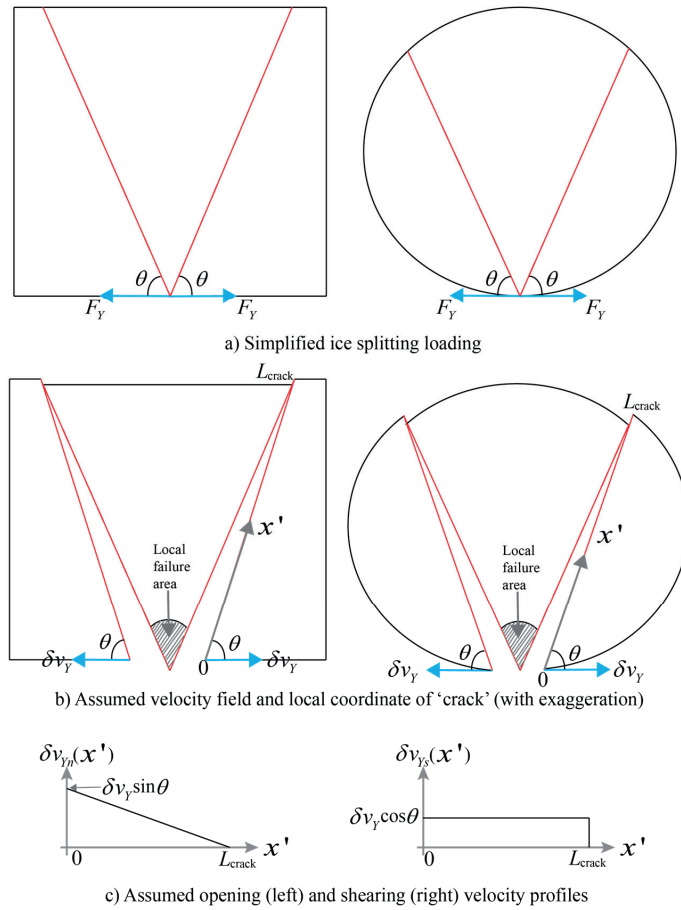 θ θ θ θ
F_Y F_Y F_Y F_Y
a) Simplified ice splitting loading
L_crack L_crack
x' x'
Local failure area Local failure area
θ θ θ θ
δv_Y 0 δv_Y δv_Y 0 δv_Y
b) Assumed velocity field and local coordinate of ‘crack’ (with exaggeration)
δv_Yn(x') δv_Ys(x')
δv_Y sinθ δv_Y cosθ
0 L_crack x' 0 L_crack x'
c) Assumed opening (left) and shearing (right) velocity profiles